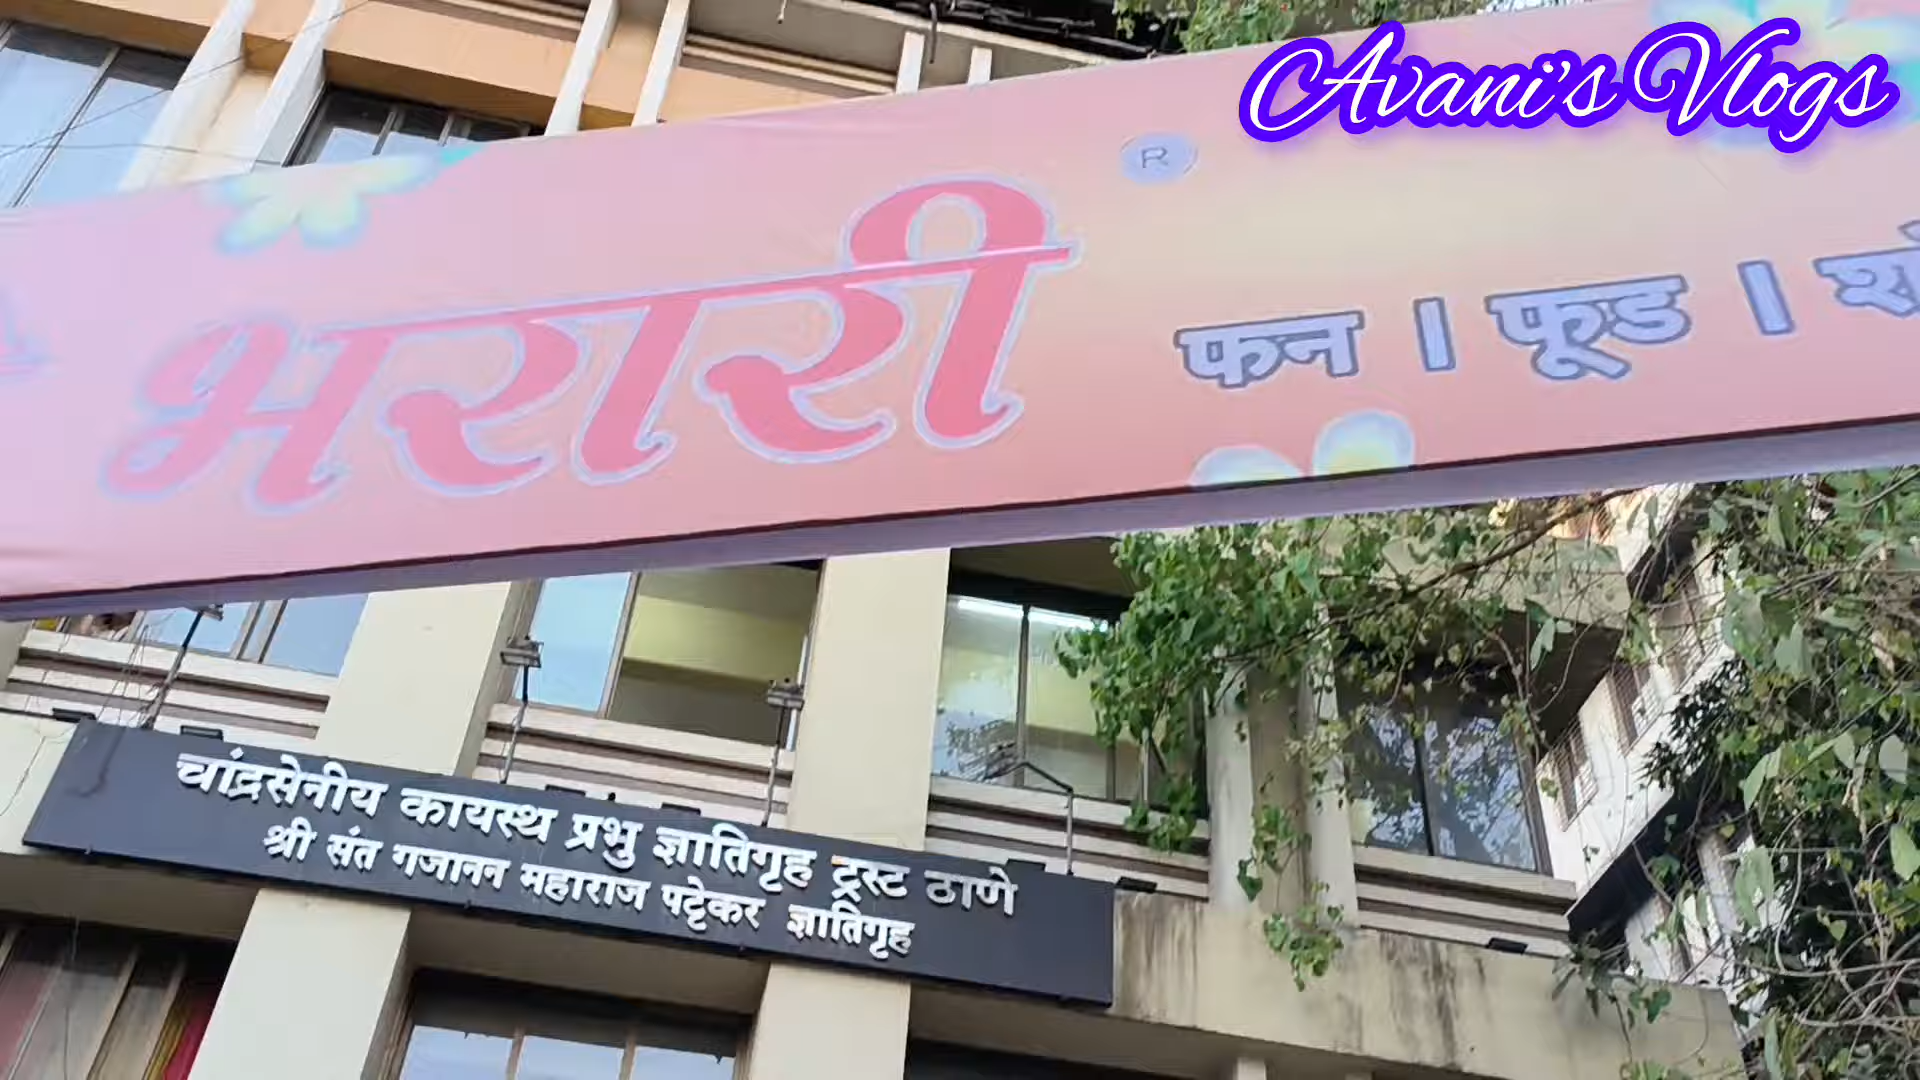 Avani's Vlogs
भरारी
R
फन | फूड |
चांद्रसेनीय कायस्थ प्रभु ज्ञातिगृह ट्रस्ट ठाणे
श्री संत गजानन महाराज पट्टेकर ज्ञातिगृह